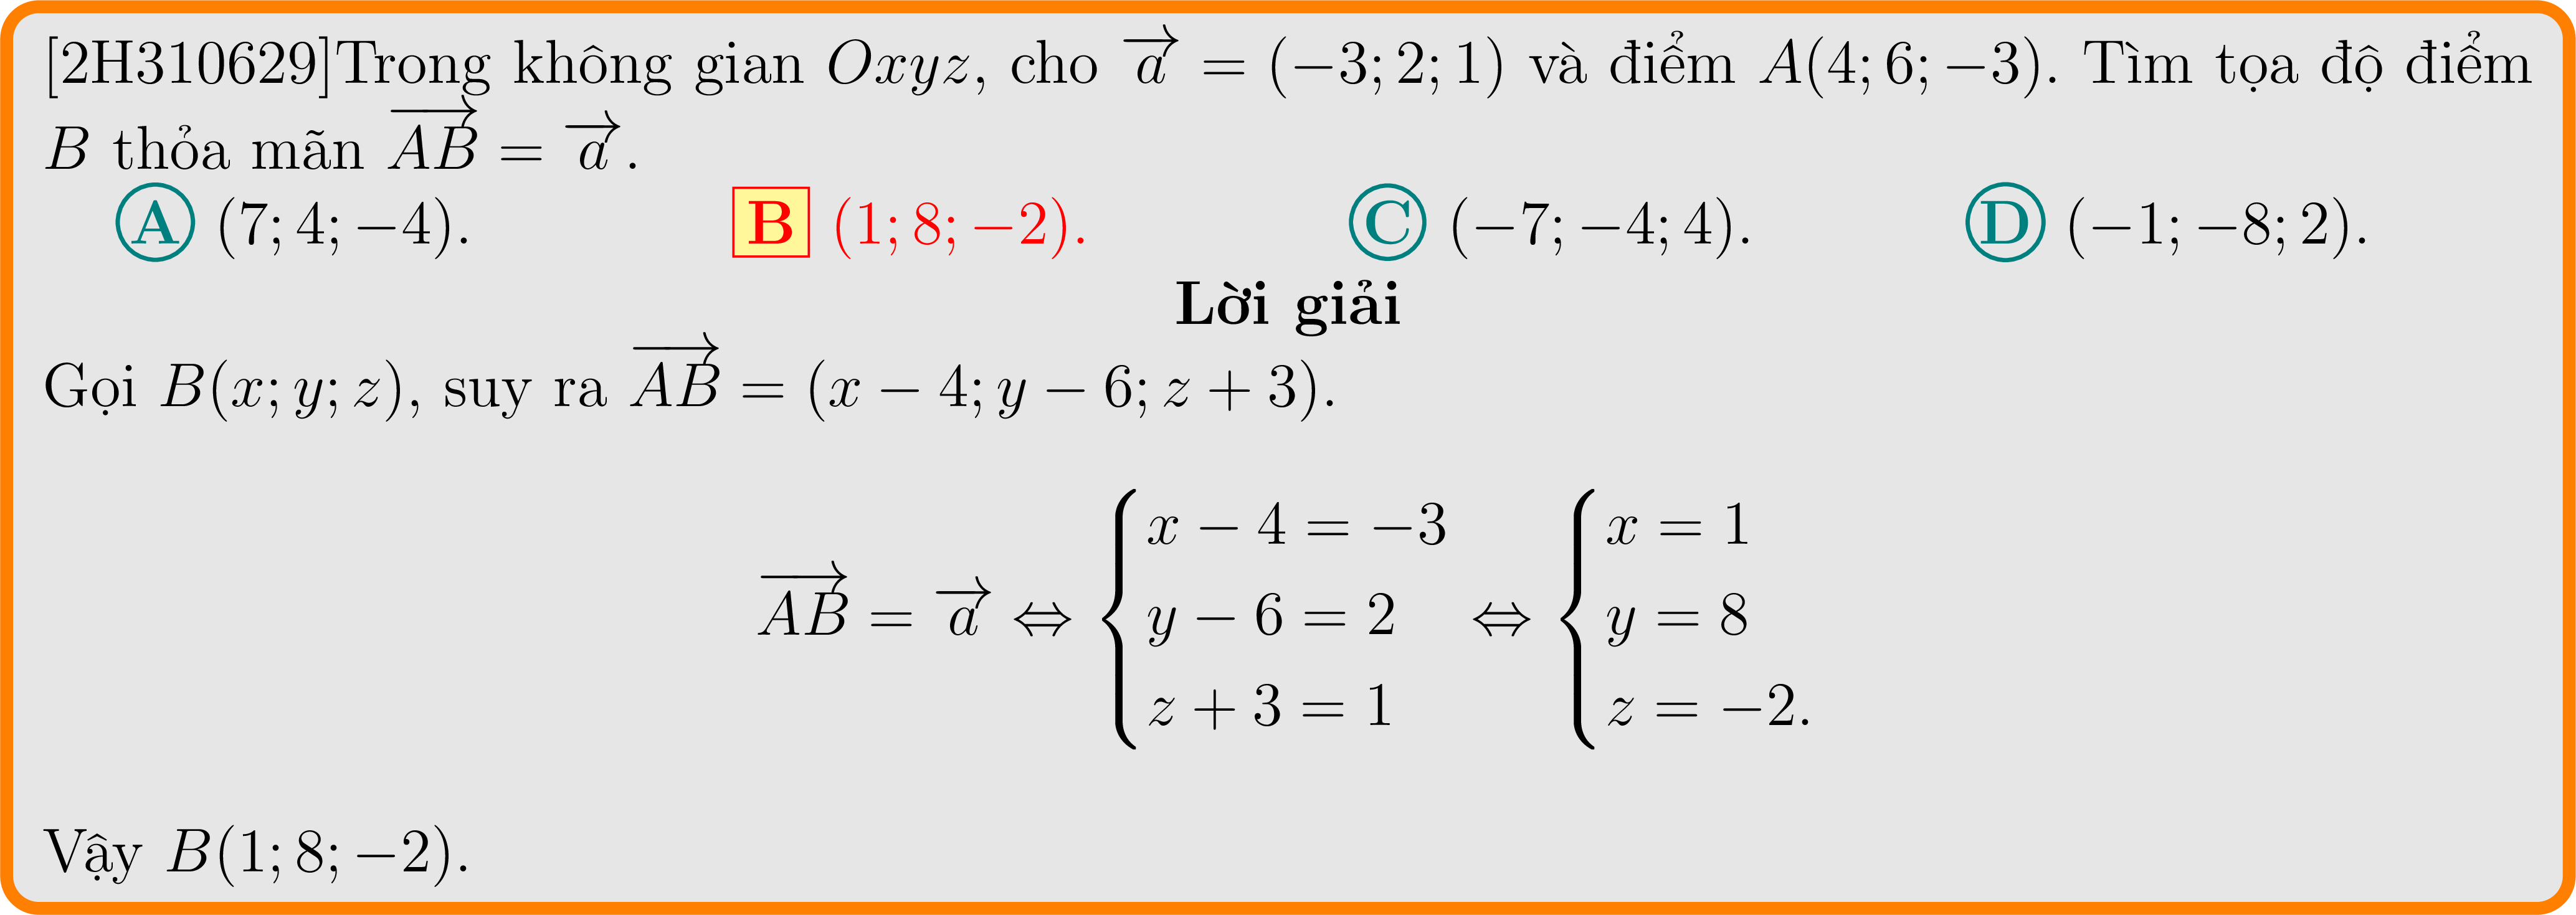 [2H310629]Trong không gian $Oxyz$, cho $\overrightarrow{a} = (-3; 2; 1)$ và điểm $A(4; 6; -3)$. Tìm tọa độ điểm
$B$ thỏa mãn $\overrightarrow{AB} = \overrightarrow{a}$.
A $(7; 4; -4)$. B $(1; 8; -2)$. C $(-7; -4; 4)$. D $(-1; -8; 2)$.
Lời giải
Gọi $B(x; y; z)$, suy ra $\overrightarrow{AB} = (x - 4; y - 6; z + 3)$.
$\overrightarrow{AB} = \overrightarrow{a} \Leftrightarrow \begin{cases} x - 4 = -3 \\ y - 6 = 2 \\ z + 3 = 1 \end{cases} \Leftrightarrow \begin{cases} x = 1 \\ y = 8 \\ z = -2. \end{cases}$
Vậy $B(1; 8; -2)$.